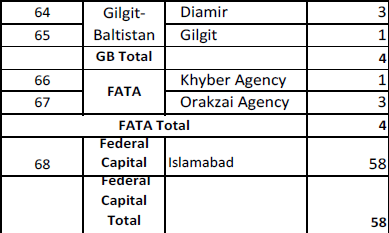 64 Gilgit- Diamir 3
65 Baltistan Gilgit 1
GB Total 4
66 FATA Khyber Agency 1
67 Orakzai Agency 3
FATA Total 4
68 Federal Capital Islamabad 58
Federal Capital Total 58